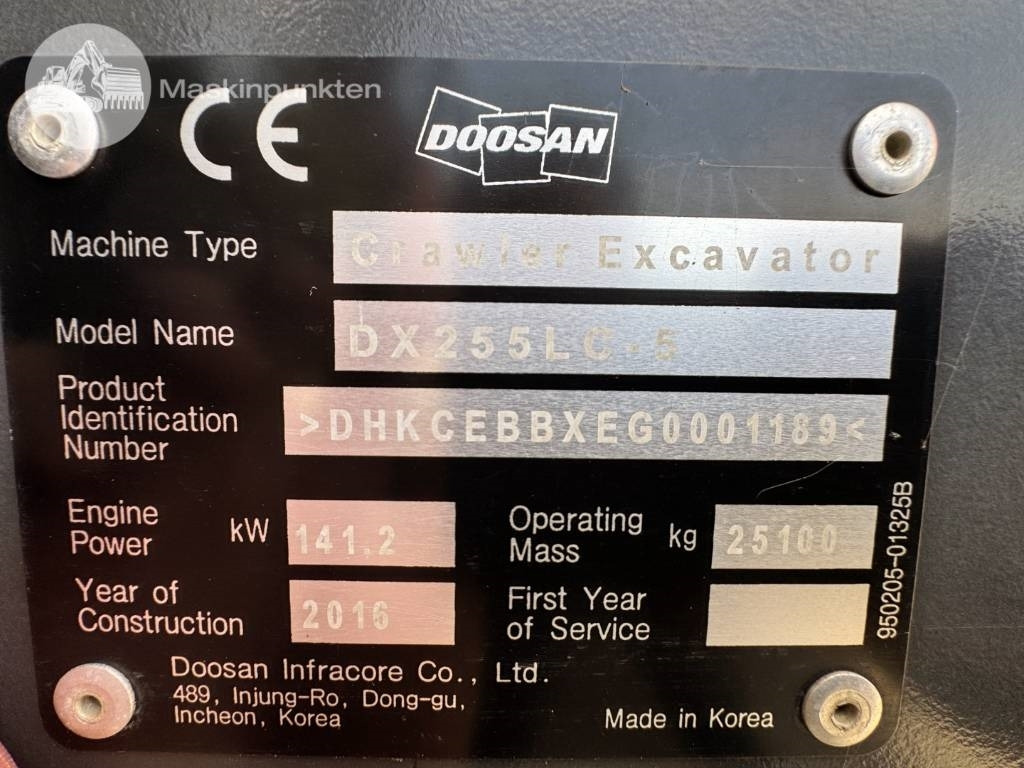 Maskinpunkten
CE
DOOSAN
Machine Type Crawler Excavator
Model Name DX255LC-5
Product
Identification
Number >DHKCEBBXEG0001189<
Engine
Power kW 141.2
Operating
Mass kg 25100
Year of
Construction 2016
First Year
of Service
950205-01325B
Doosan Infracore Co., Ltd.
489, Injung-Ro, Dong-gu,
Incheon, Korea
Made in Korea